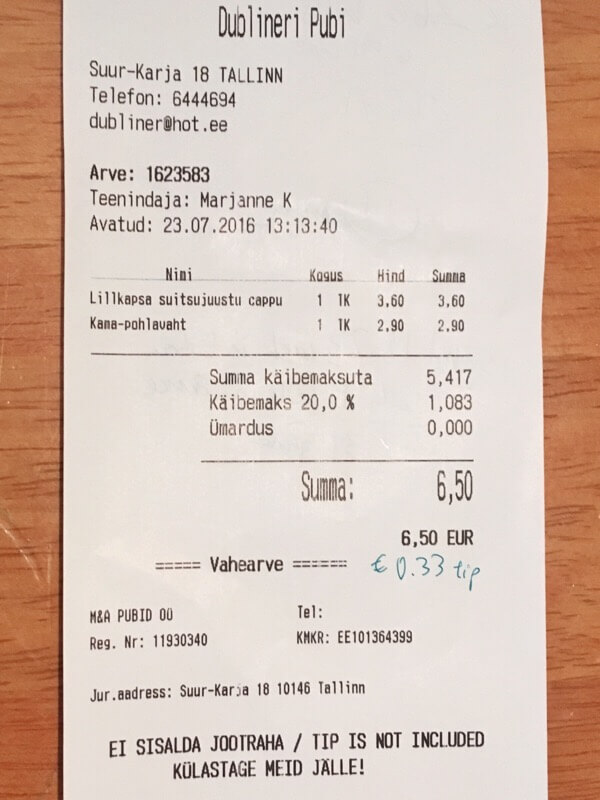 Dublineri Pubi
Suur-Karja 18 TALLINN
Telefon: 6444694
dubliner@hot.ee
Arve: 1623583
Teenindaja: Marjanne K
Avatud: 23.07.2016 13:13:40
Nimi Kogus Hind Summa
Lillkapsa suitsujuustu cappu 1 TK 3,60 3,60
Kama-pohlavaht 1 TK 2,90 2,90
Summa käibemaksuta 5,417
Käibemaks 20,0 % 1,083
Ümardus 0,000
Summa: 6,50
6,50 EUR
===== Vahearve ======
€ 0.33 tip
M&A PUBID OÜ Tel:
Reg. Nr: 11930340 KMKR: EE101364399
Jur.aadress: Suur-Karja 18 10146 Tallinn
EI SISALDA JOOTRAHA / TIP IS NOT INCLUDED
KÜLASTAGE MEID JÄLLE!